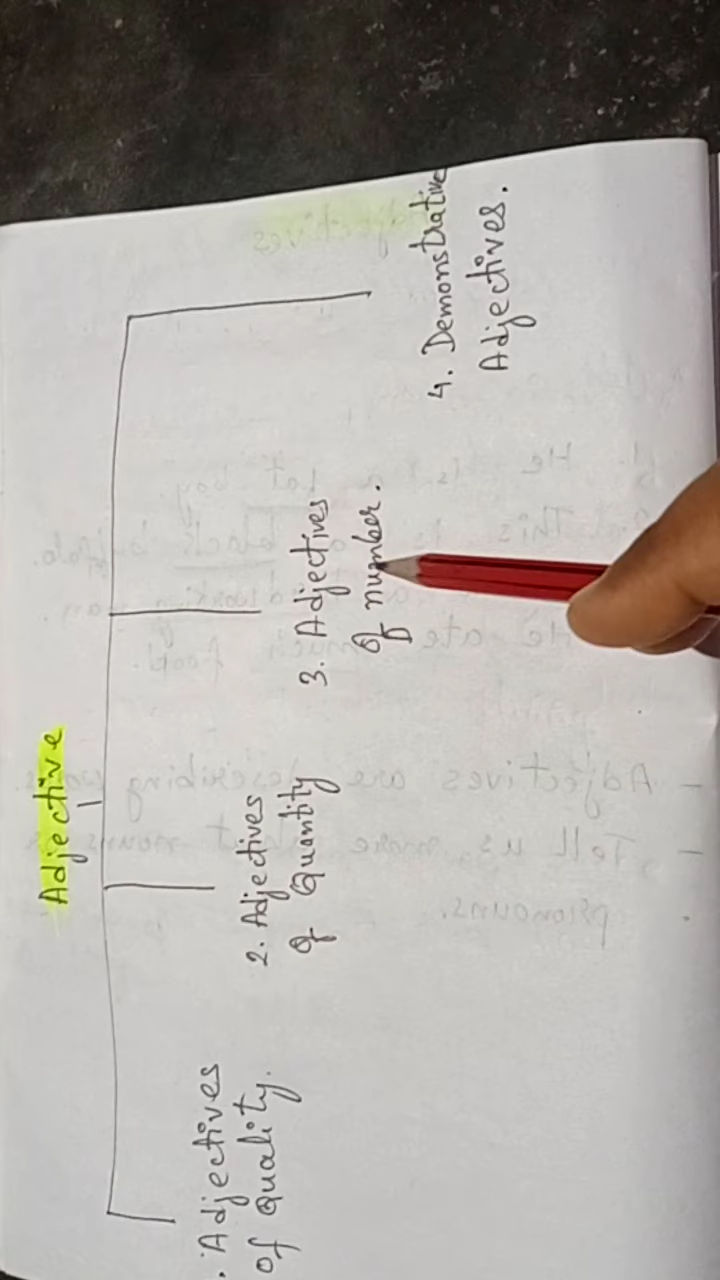 Adjective
. Adjectives
of Quality.
2. Adjectives
of Quantity
3. Adjectives
of number.
4. Demonstrative
Adjectives.